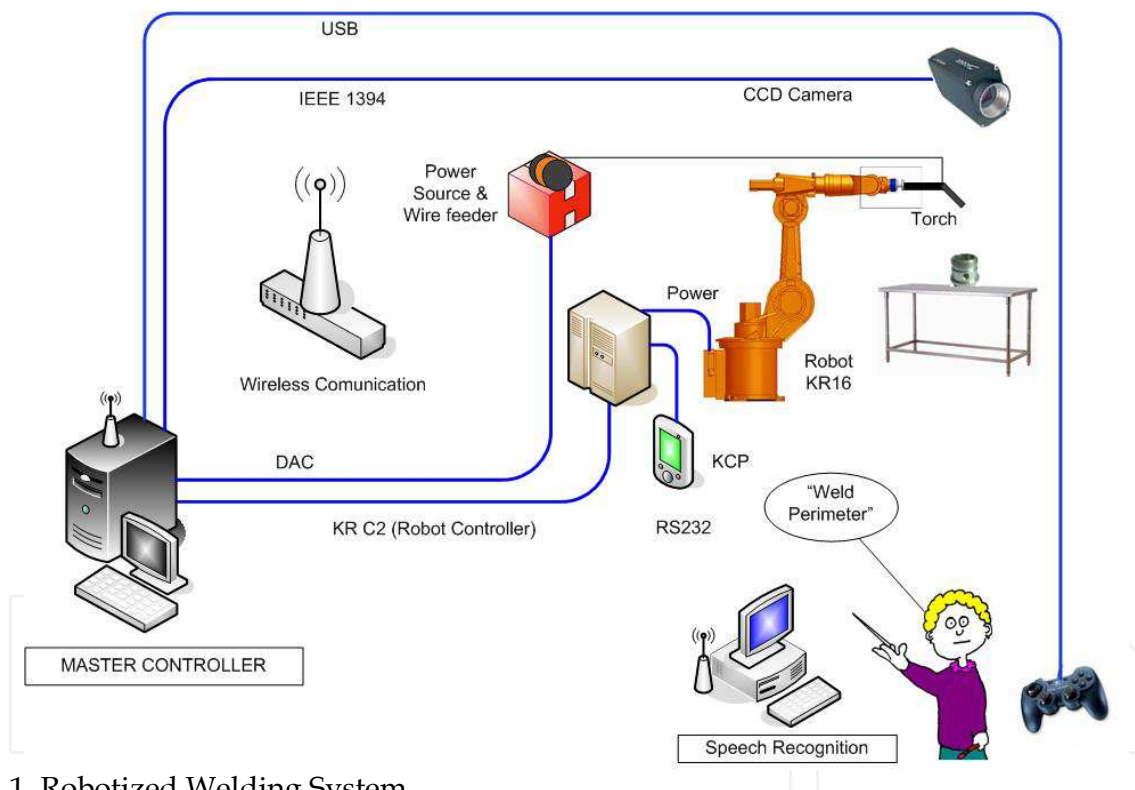 USB
IEEE 1394
CCD Camera
Power
Source &
Wire feeder
Torch
Power
Robot
KR16
Wireless Comunication
DAC
KCP
KR C2 (Robot Controller)
RS232
“Weld
Perimeter”
MASTER CONTROLLER
Speech Recognition
1. Robotized Welding System